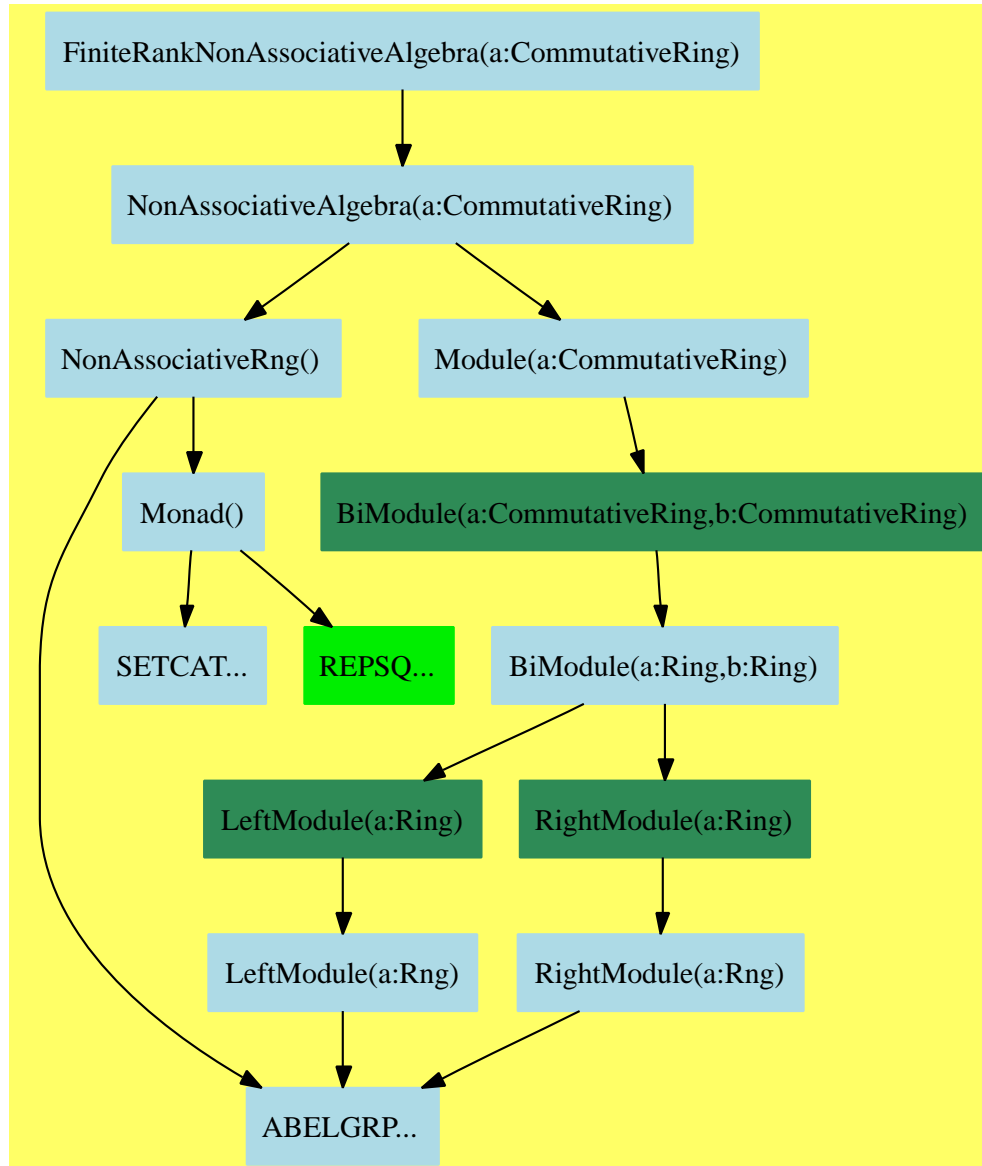 FiniteRankNonAssociativeAlgebra(a:CommutativeRing)
NonAssociativeAlgebra(a:CommutativeRing)
NonAssociativeRng()
Module(a:CommutativeRing)
Monad()
BiModule(a:CommutativeRing,b:CommutativeRing)
SETCAT...
REPSQ...
BiModule(a:Ring,b:Ring)
LeftModule(a:Ring)
RightModule(a:Ring)
LeftModule(a:Rng)
RightModule(a:Rng)
ABELGRP...